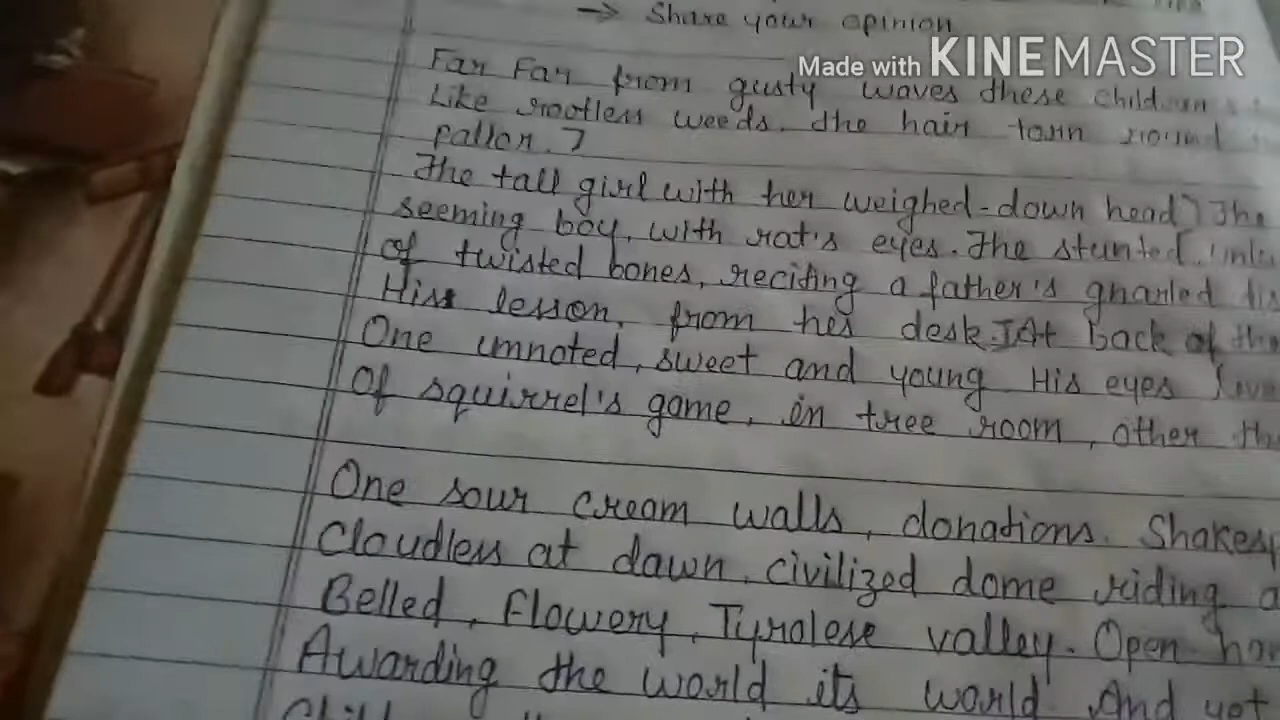 → Share your opinion
Made with KINEMASTER
Far Far from gusty waves these children
Like rootless weeds. The hair torn round
pallor. 7
The tall girl with her weighed-down head) The
seeming boy, with rat's eyes. The stunted,
of twisted bones, reciting a father's gnarled
Hiss lesson, from hes desk. At back of the
One unnoted, sweet and young His eyes
Of squirrel's game, in tree room, other
One sour cream walls, donations.
Cloudless at dawn, civilized dome riding
Belled, Flowery, Tyrolese valley. Open
Awarding the world its world And yet